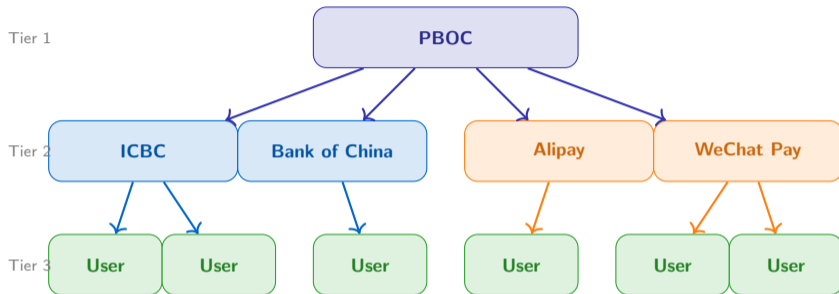 Tier 1
PBOC
Tier 2
ICBC
Bank of China
Alipay
WeChat Pay
Tier 3
User
User
User
User
User
User